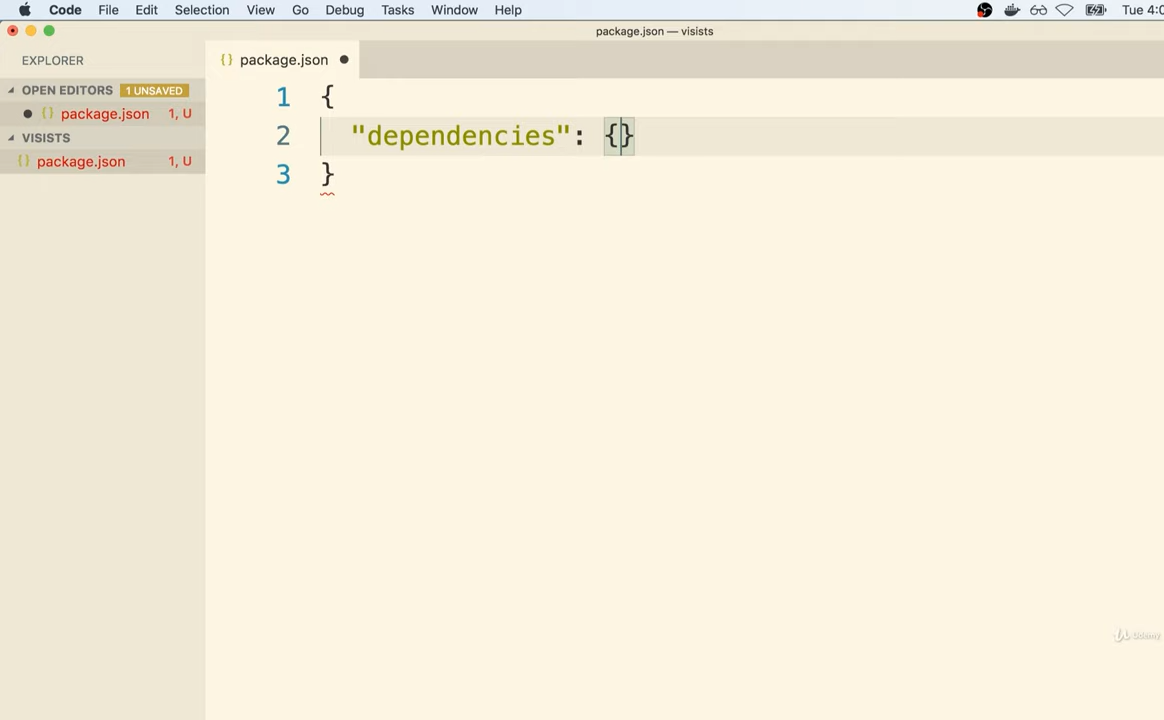 Code File Edit Selection View Go Debug Tasks Window Help Tue 4:0
package.json — visists
EXPLORER
OPEN EDITORS 1 UNSAVED
package.json 1, U
VISISTS
package.json 1, U
package.json
1 {
2 "dependencies": {}
3 }
Udemy